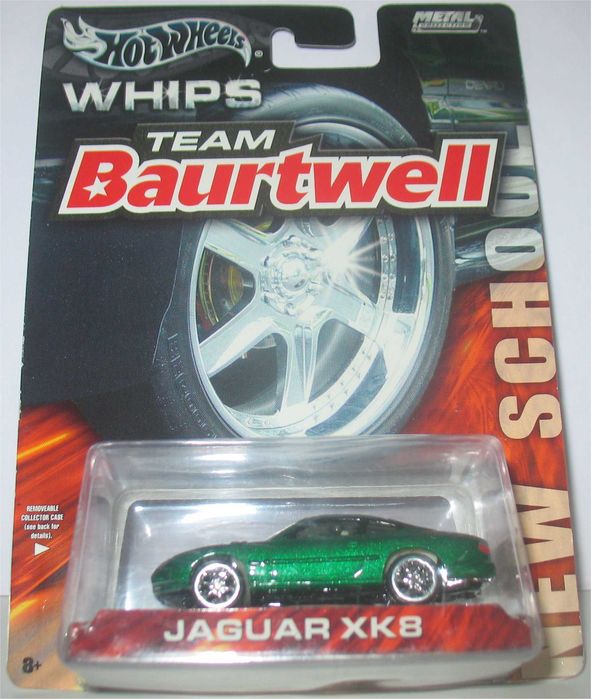 Hot Wheels
METAL
COLLECTION
WHIPS
TEAM
Baurtwell
NEW SCHOOL
REMOVEABLE
COLLECTOR CASE
(see back for
details).
JAGUAR XK8
8+